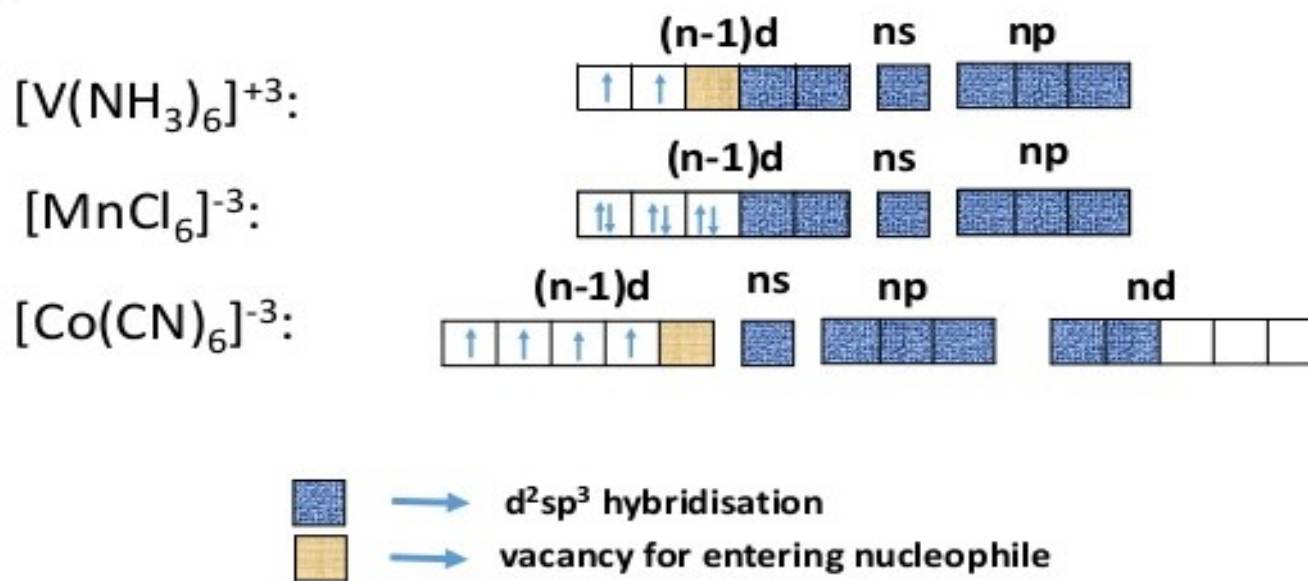 (n-1)d ns np
[V(NH₃)₆]⁺³:
(n-1)d ns np
[MnCl₆]⁻³:
(n-1)d ns np nd
[Co(CN)₆]⁻³:
d²sp³ hybridisation
vacancy for entering nucleophile